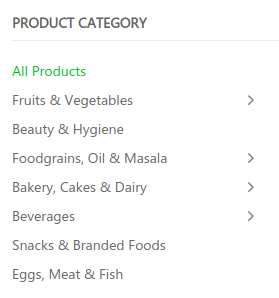 PRODUCT CATEGORY
All Products
Fruits & Vegetables
Beauty & Hygiene
Foodgrains, Oil & Masala
Bakery, Cakes & Dairy
Beverages
Snacks & Branded Foods
Eggs, Meat & Fish